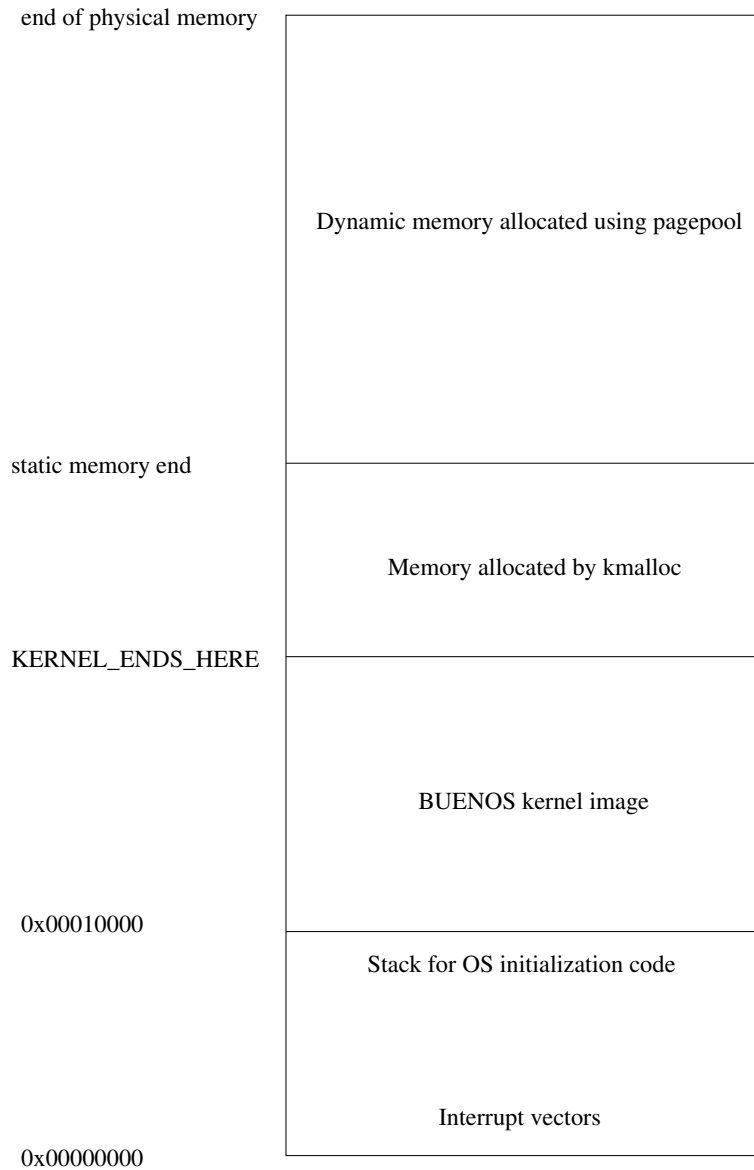 end of physical memory
Dynamic memory allocated using pagepool
static memory end
Memory allocated by kmalloc
KERNEL_ENDS_HERE
BUENOS kernel image
0x00010000
Stack for OS initialization code
Interrupt vectors
0x00000000